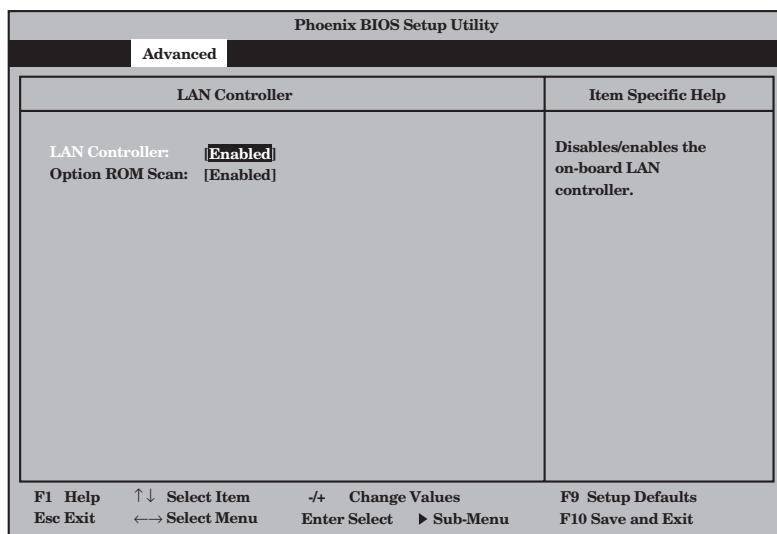 Phoenix BIOS Setup Utility
Advanced
LAN Controller
Item Specific Help
LAN Controller: [Enabled]
Option ROM Scan: [Enabled]
Disables/enables the
on-board LAN
controller.
F1 Help ↑↓ Select Item -/+ Change Values F9 Setup Defaults
Esc Exit ←→ Select Menu Enter Select ▶ Sub-Menu F10 Save and Exit